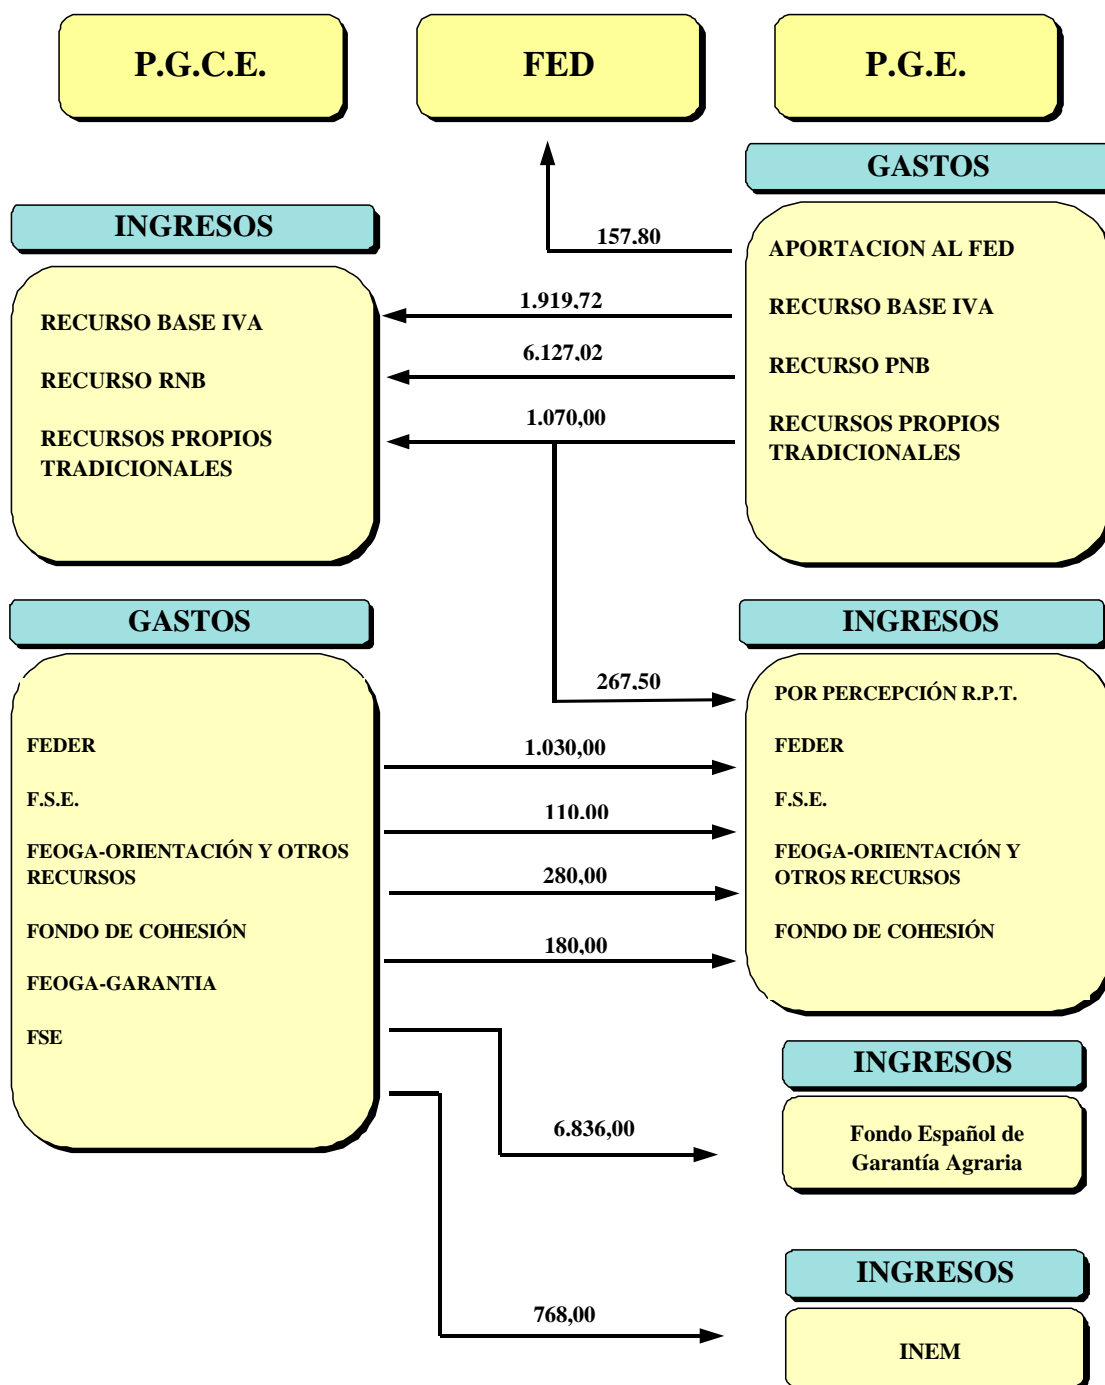 P.G.C.E.
FED
P.G.E.
GASTOS
INGRESOS
157,80
APORTACION AL FED
1.919,72
RECURSO BASE IVA
RECURSO BASE IVA
6.127,02
RECURSO RNB
RECURSO PNB
1.070,00
RECURSOS PROPIOS
TRADICIONALES
RECURSOS PROPIOS
TRADICIONALES
GASTOS
INGRESOS
267,50
POR PERCEPCIÓN R.P.T.
FEDER
1.030,00
FEDER
F.S.E.
110,00
F.S.E.
FEOGA-ORIENTACIÓN Y OTROS
RECURSOS
280,00
FEOGA-ORIENTACIÓN Y
OTROS RECURSOS
FONDO DE COHESIÓN
180,00
FONDO DE COHESIÓN
FEOGA-GARANTIA
FSE
INGRESOS
6.836,00
Fondo Español de
Garantía Agraria
INGRESOS
768,00
INEM